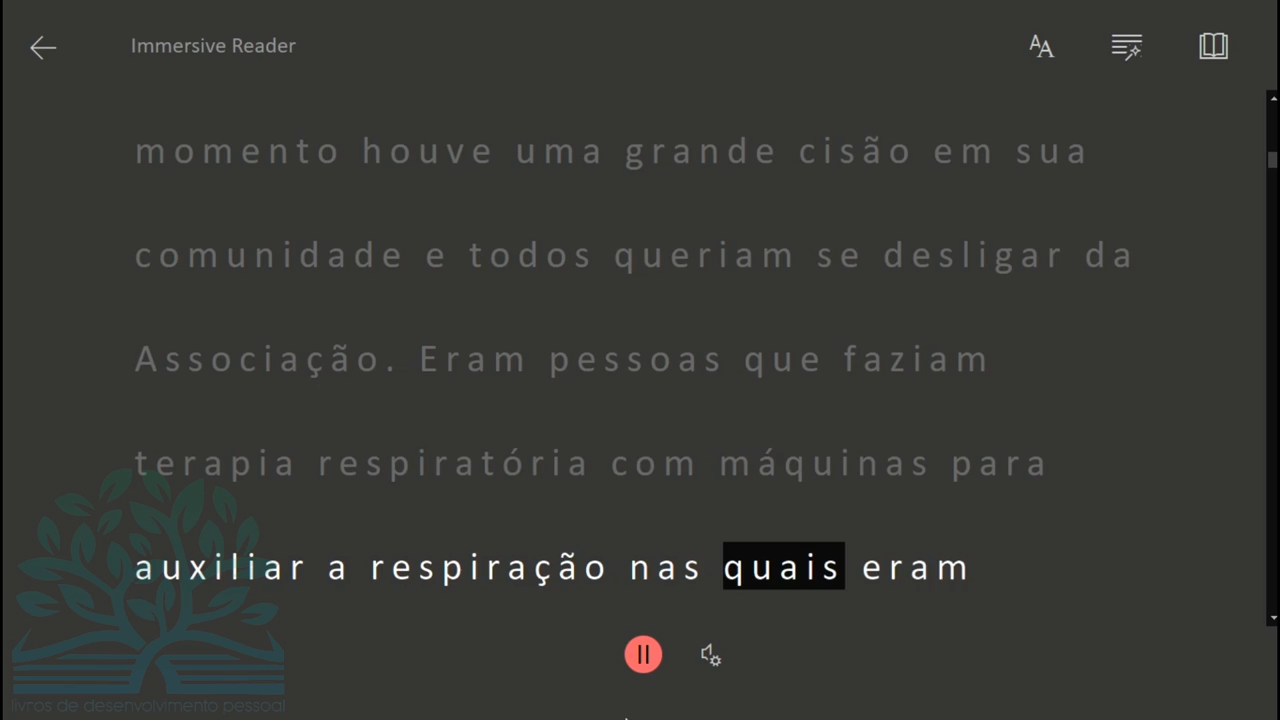 Immersive Reader
momento houve uma grande cisão em sua
comunidade e todos queriam se desligar da
Associação. Eram pessoas que faziam
terapia respiratória com máquinas para
auxiliar a respiração nas quais eram
livros de desenvolvimento pessoal